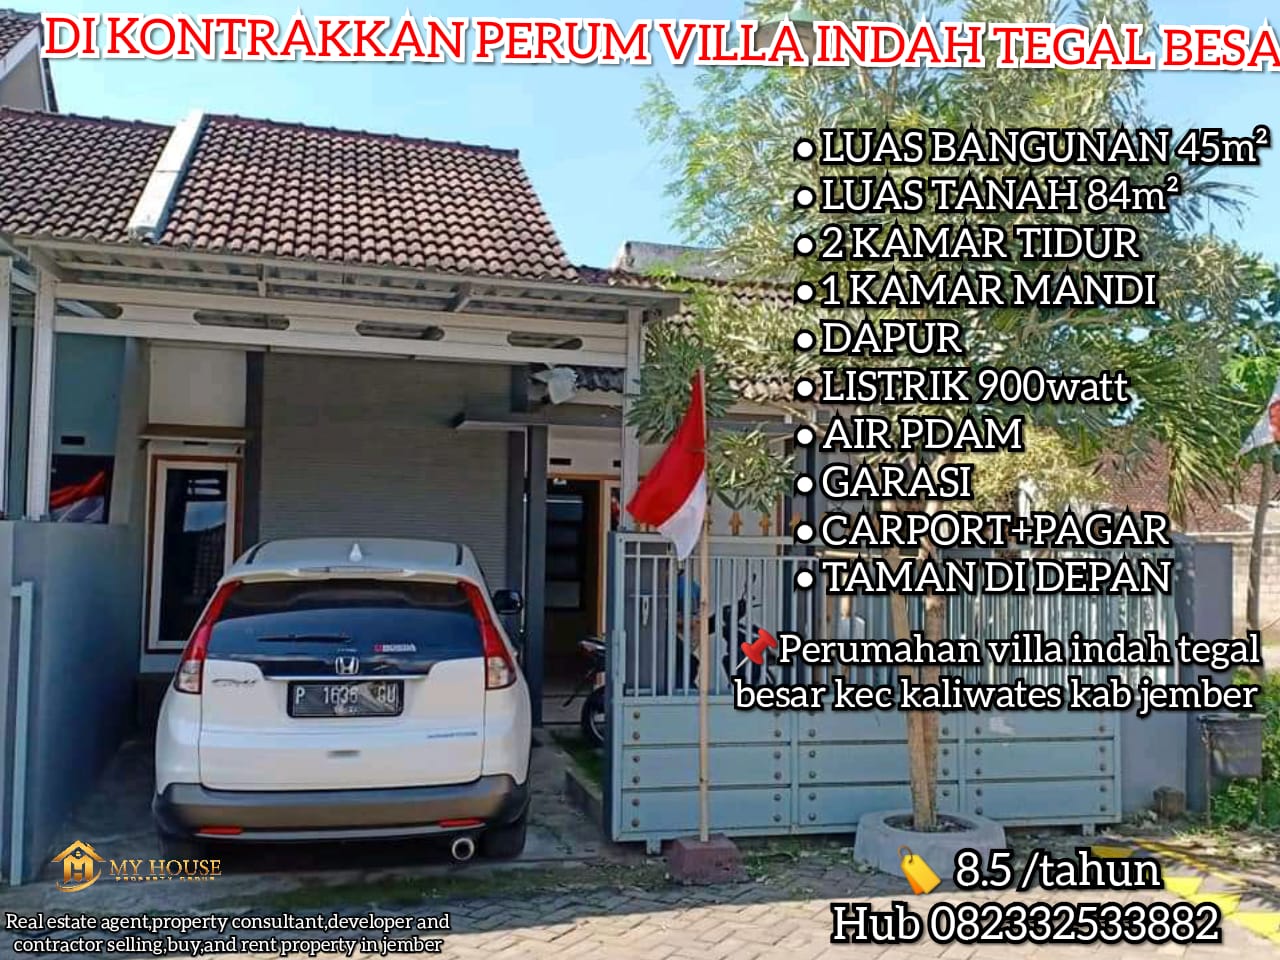 DI KONTRAKKAN PERUM VILLA INDAH TEGAL BESA
• LUAS BANGUNAN 45m²
• LUAS TANAH 84m²
• 2 KAMAR TIDUR
• 1 KAMAR MANDI
• DAPUR
• LISTRIK 900watt
• AIR PDAM
• GARASI
• CARPORT+PAGAR
• TAMAN DI DEPAN
📌Perumahan villa indah tegal
besar kec kaliwates kab jember
P 1636 GU
MY HOUSE
PROPERTY GROUP
🏷️ 8.5 /tahun
Hub 082332533882
Real estate agent,property consultant,developer and
contractor selling,buy,and rent property in jember